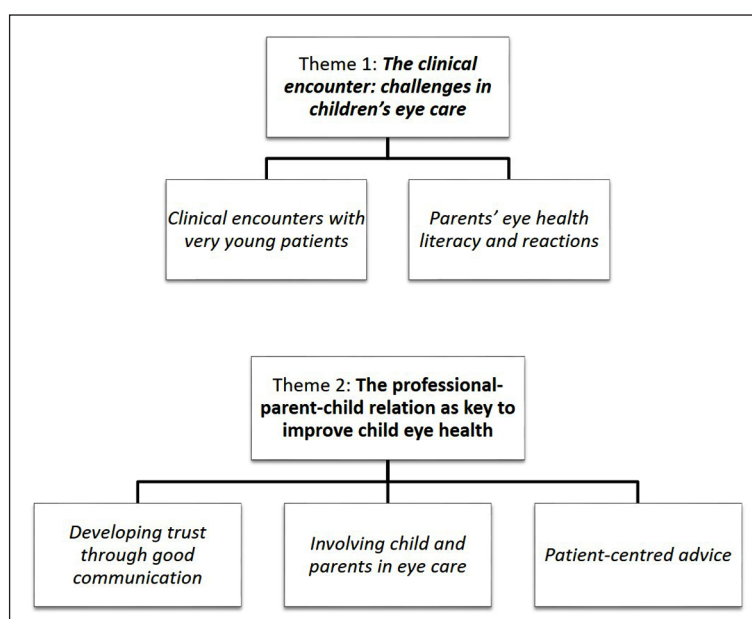 Theme 1: The clinical
encounter: challenges in
children’s eye care
Clinical encounters with
very young patients
Parents’ eye health
literacy and reactions
Theme 2: The professional-
parent-child relation as key to
improve child eye health
Developing trust
through good
communication
Involving child and
parents in eye care
Patient-centred advice